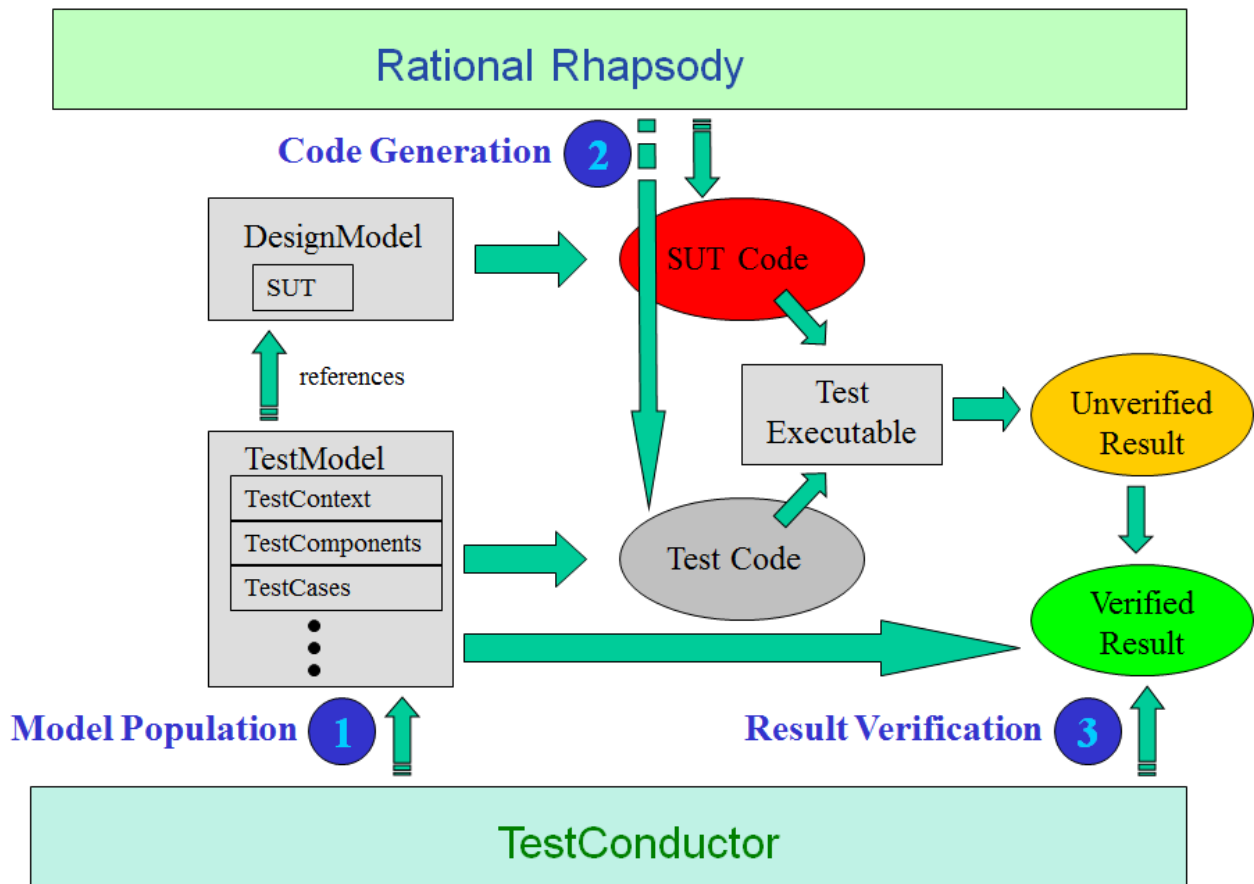 Rational Rhapsody
Code Generation
2
DesignModel
SUT
SUT Code
references
Test
Executable
Unverified
Result
TestModel
TestContext
TestComponents
TestCases
Test Code
Verified
Result
Model Population
1
Result Verification
3
TestConductor